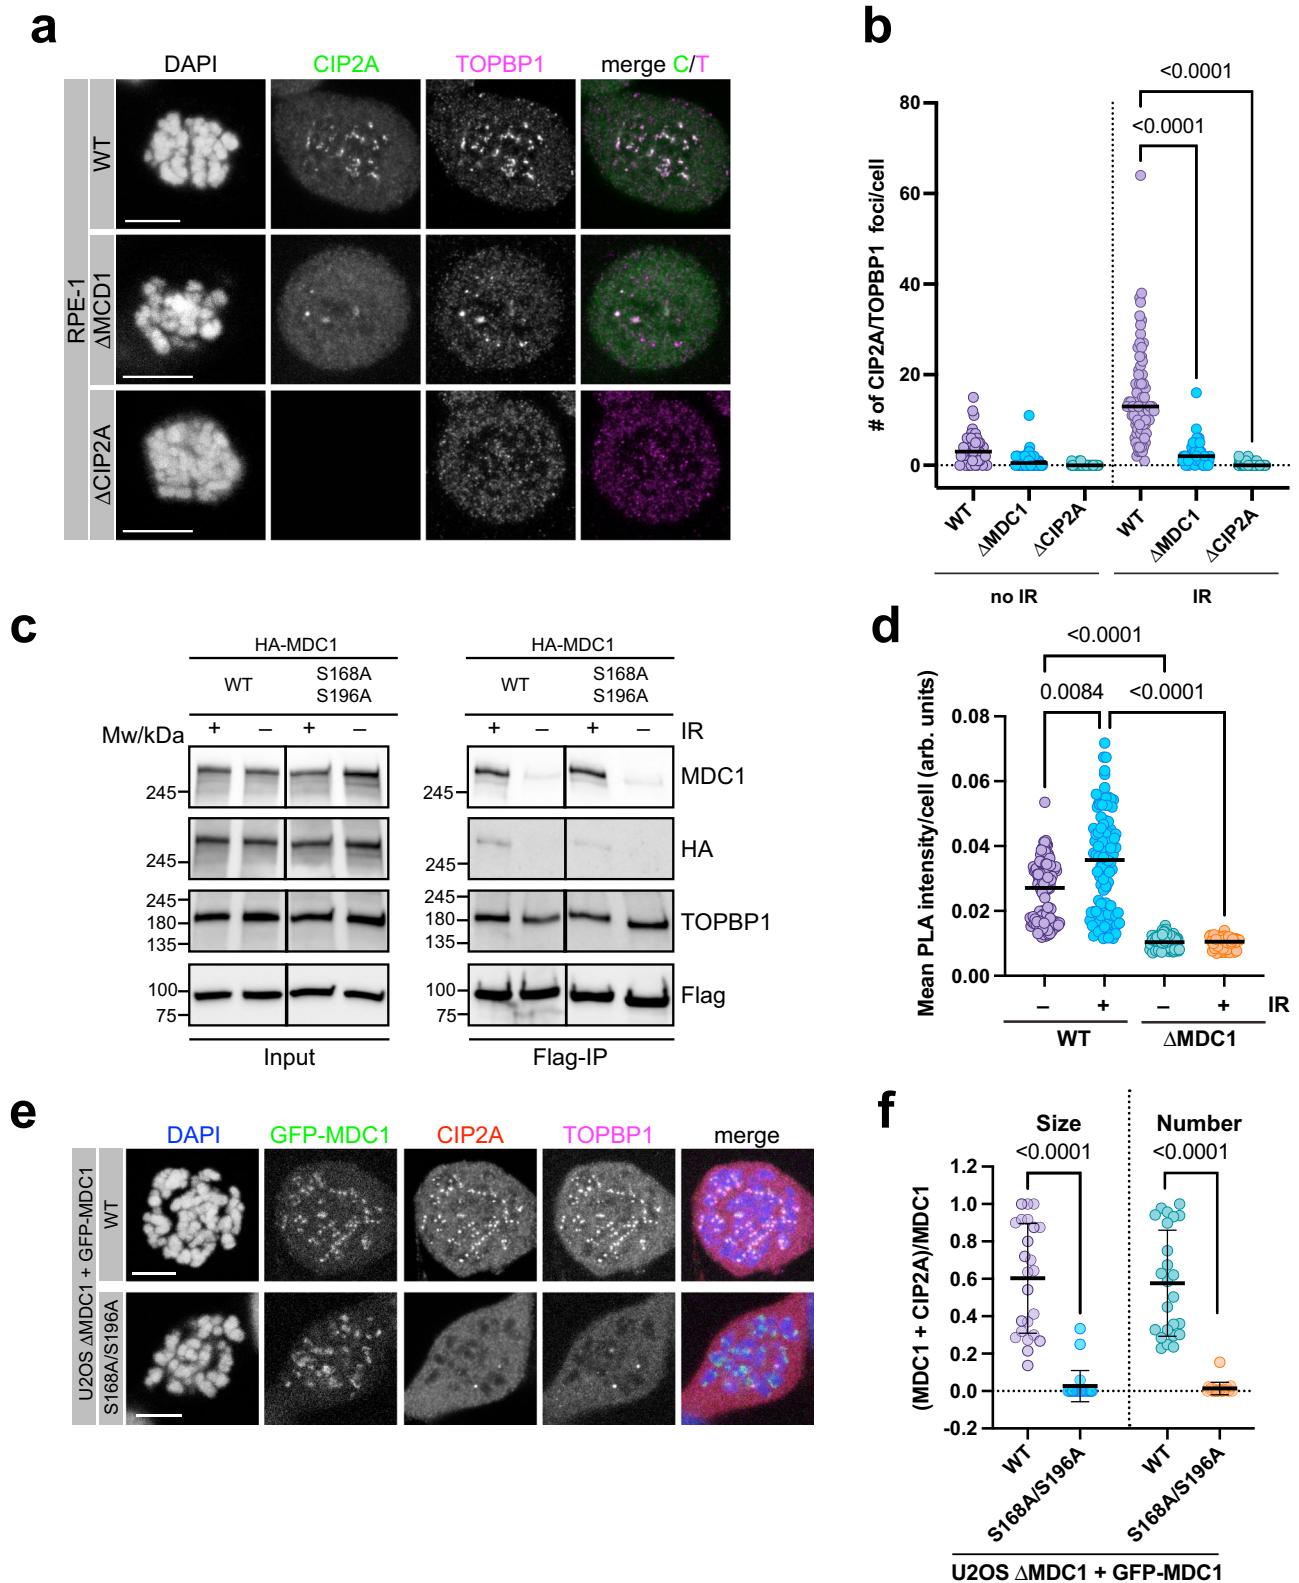 a
DAPI CIP2A TOPBP1 merge C/T
RPE-1
WT
ΔMCD1
ΔCIP2A
b
# of CIP2A/TOPBP1 foci/cell
80
60
40
20
0
<0.0001
<0.0001
WT ΔMDC1 ΔCIP2A WT ΔMDC1 ΔCIP2A
no IR IR
c
HA-MDC1 HA-MDC1
WT S168A S196A WT S168A S196A
Mw/kDa + – + – + – + – IR
245 245 MDC1
245 245 HA
245 245
180 180 TOPBP1
135 135
100 100 Flag
75 75
Input Flag-IP
d
Mean PLA intensity/cell (arb. units)
<0.0001
0.0084 <0.0001
0.08
0.06
0.04
0.02
0.00
– + – + IR
WT ΔMDC1
e
DAPI GFP-MDC1 CIP2A TOPBP1 merge
U2OS ΔMDC1 + GFP-MDC1
WT
S168A/S196A
f
Size Number
<0.0001 <0.0001
(MDC1 + CIP2A)/MDC1
1.2
1.0
0.8
0.6
0.4
0.2
0.0
-0.2
WT S168A/S196A WT S168A/S196A
U2OS ΔMDC1 + GFP-MDC1